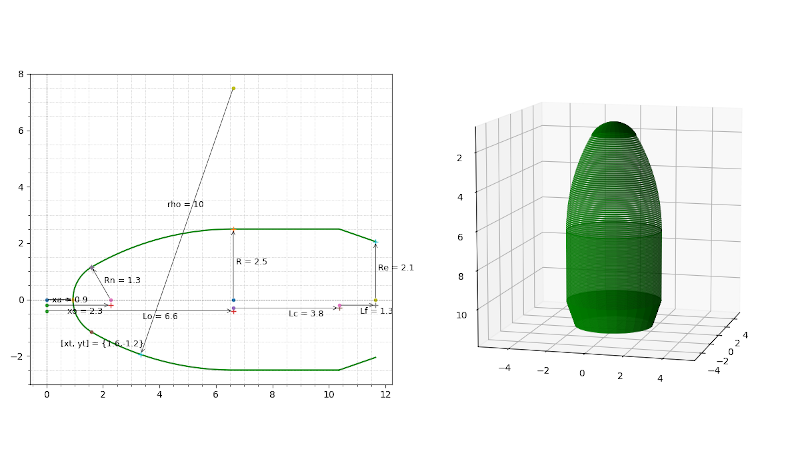 8
6
4
2
0
−2
0
2
4
6
8
10
12
rho = 10
Rn = 1.3
R = 2.5
Re = 2.1
xa = 0.9
xo = 2.3
Lo = 6.6
Lc = 3.8
Lf = 1.3
[xt, yt] = {1.6, 1.2}
2
4
6
8
10
−4
−2
0
2
4
−4
−2
0
2
4